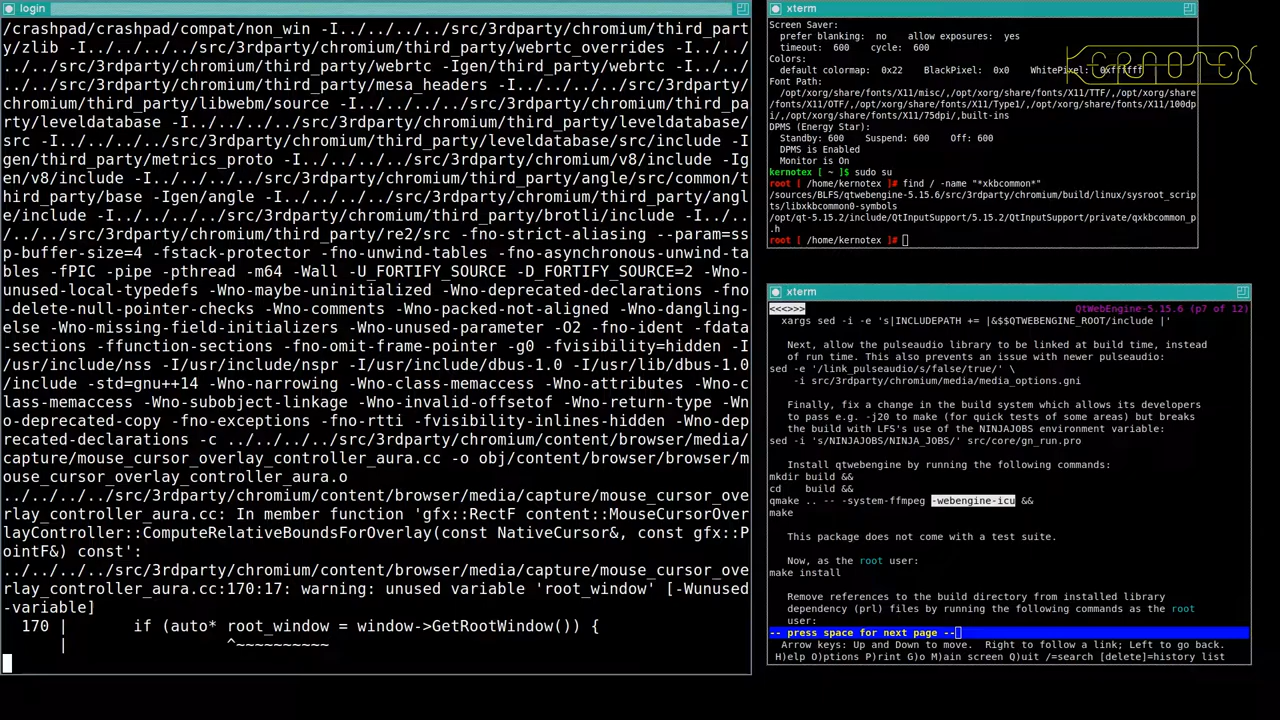 login
/crashpad/crashpad/compat/non_win -I../../../../src/3rdparty/chromium/third_part
y/zlib -I../../../../src/3rdparty/chromium/third_party/webrtc_overrides -I../../
../../src/3rdparty/chromium/third_party/webrtc -Igen/third_party/webrtc -I../../
../../src/3rdparty/chromium/third_party/mesa_headers -I../../../../src/3rdparty/
chromium/third_party/libwebm/source -I../../../../src/3rdparty/chromium/third_pa
rty/leveldatabase -I../../../../src/3rdparty/chromium/third_party/leveldatabase/
src -I../../../../src/3rdparty/chromium/third_party/leveldatabase/src/include -I
gen/third_party/metrics_proto -I../../../../src/3rdparty/chromium/v8/include -Ig
en/v8/include -I../../../../src/3rdparty/chromium/third_party/angle/src/common/t
hird_party/base -Igen/angle -I../../../../src/3rdparty/chromium/third_party/angl
e/include -I../../../../src/3rdparty/chromium/third_party/brotli/include -I../..
/../../src/3rdparty/chromium/third_party/re2/src -fno-strict-aliasing --param=ss
p-buffer-size=4 -fstack-protector -fno-unwind-tables -fno-asynchronous-unwind-ta
bles -fPIC -pipe -pthread -m64 -Wall -U_FORTIFY_SOURCE -D_FORTIFY_SOURCE=2 -Wno-
unused-local-typedefs -Wno-maybe-uninitialized -Wno-deprecated-declarations -fno
-delete-null-pointer-checks -Wno-comments -Wno-packed-not-aligned -Wno-dangling-
else -Wno-missing-field-initializers -Wno-unused-parameter -O2 -fno-ident -fdata
-sections -ffunction-sections -fno-omit-frame-pointer -g0 -fvisibility=hidden -I
/usr/include/nss -I/usr/include/nspr -I/usr/include/dbus-1.0 -I/usr/lib/dbus-1.0
/include -std=gnu++14 -Wno-narrowing -Wno-class-memaccess -Wno-attributes -Wno-c
lass-memaccess -Wno-subobject-linkage -Wno-invalid-offsetof -Wno-return-type -Wn
o-deprecated-copy -fno-exceptions -fno-rtti -fvisibility-inlines-hidden -Wno-dep
recated-declarations -c ../../../../src/3rdparty/chromium/content/browser/media/
capture/mouse_cursor_overlay_controller_aura.cc -o obj/content/browser/browser/m
ouse_cursor_overlay_controller_aura.o
../../../../src/3rdparty/chromium/content/browser/media/capture/mouse_cursor_ove
rlay_controller_aura.cc: In member function 'gfx::RectF content::MouseCursorOver
layController::ComputeRelativeBoundsForOverlay(const NativeCursor&, const gfx::P
ointF&) const':
../../../../src/3rdparty/chromium/content/browser/media/capture/mouse_cursor_ove
rlay_controller_aura.cc:170:17: warning: unused variable 'root_window' [-Wunused
-variable]
170 | if (auto* root_window = window->GetRootWindow()) {
| ^~~~~~~~~~~
xterm
Screen Saver:
prefer blanking: no allow exposures: yes
timeout: 600 cycle: 600
Colors:
default colormap: 0x22 BlackPixel: 0x0 WhitePixel: 0xffffff
KERNOTEX
Font Path:
/opt/xorg/share/fonts/X11/misc/,/opt/xorg/share/fonts/X11/TTF/,/opt/xorg/share
/fonts/X11/OTF/,/opt/xorg/share/fonts/X11/Type1/,/opt/xorg/share/fonts/X11/100dp
i/,/opt/xorg/share/fonts/X11/75dpi/,built-ins
DPMS (Energy Star):
Standby: 600 Suspend: 600 Off: 600
DPMS is Enabled
Monitor is On
kernotex [ ~ ]$ sudo su
root [ /home/kernotex ]# find / -name "*xkbcommon*"
/sources/BLFS/qtwebengine-5.15.6/src/3rdparty/chromium/build/linux/sysroot_scrip
ts/libxkbcommon0-symbols
/opt/qt-5.15.2/include/QtInputSupport/5.15.2/QtInputSupport/private/qxkbcommon_p
.h
root [ /home/kernotex ]#
xterm
<<<>>> QtWebEngine-5.15.6 (p7 of 12)
xargs sed -i -e 's|INCLUDEPATH += |&$$QTWEBENGINE_ROOT/include |'
Next, allow the pulseaudio library to be linked at build time, instead
of run time. This also prevents an issue with newer pulseaudio:
sed -e '/link_pulseaudio/s/false/true/' \
-i src/3rdparty/chromium/media/media_options.gni
Finally, fix a change in the build system which allows its developers
to pass e.g. -j20 to make (for quick tests of some areas) but breaks
the build with LFS's use of the NINJAJOBS environment variable:
sed -i 's/NINJAJOBS/NINJA_JOBS/' src/core/gn_run.pro
Install qtwebengine by running the following commands:
mkdir build &&
cd build &&
qmake .. -- -system-ffmpeg -webengine-icu &&
make
This package does not come with a test suite.
Now, as the root user:
make install
Remove references to the build directory from installed library
dependency (prl) files by running the following commands as the root
user:
-- press space for next page --
Arrow keys: Up and Down to move. Right to follow a link; Left to go back.
H)elp O)ptions P)rint G)o M)ain screen Q)uit /=search [delete]=history list